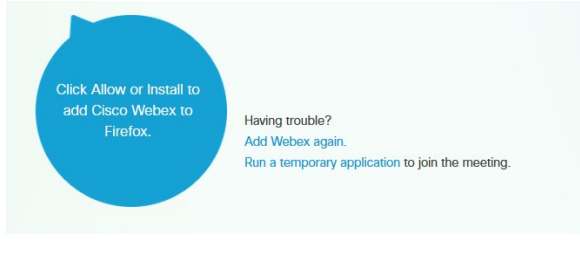 Click Allow or Install to
add Cisco Webex to
Firefox.
Having trouble?
Add Webex again.
Run a temporary application to join the meeting.